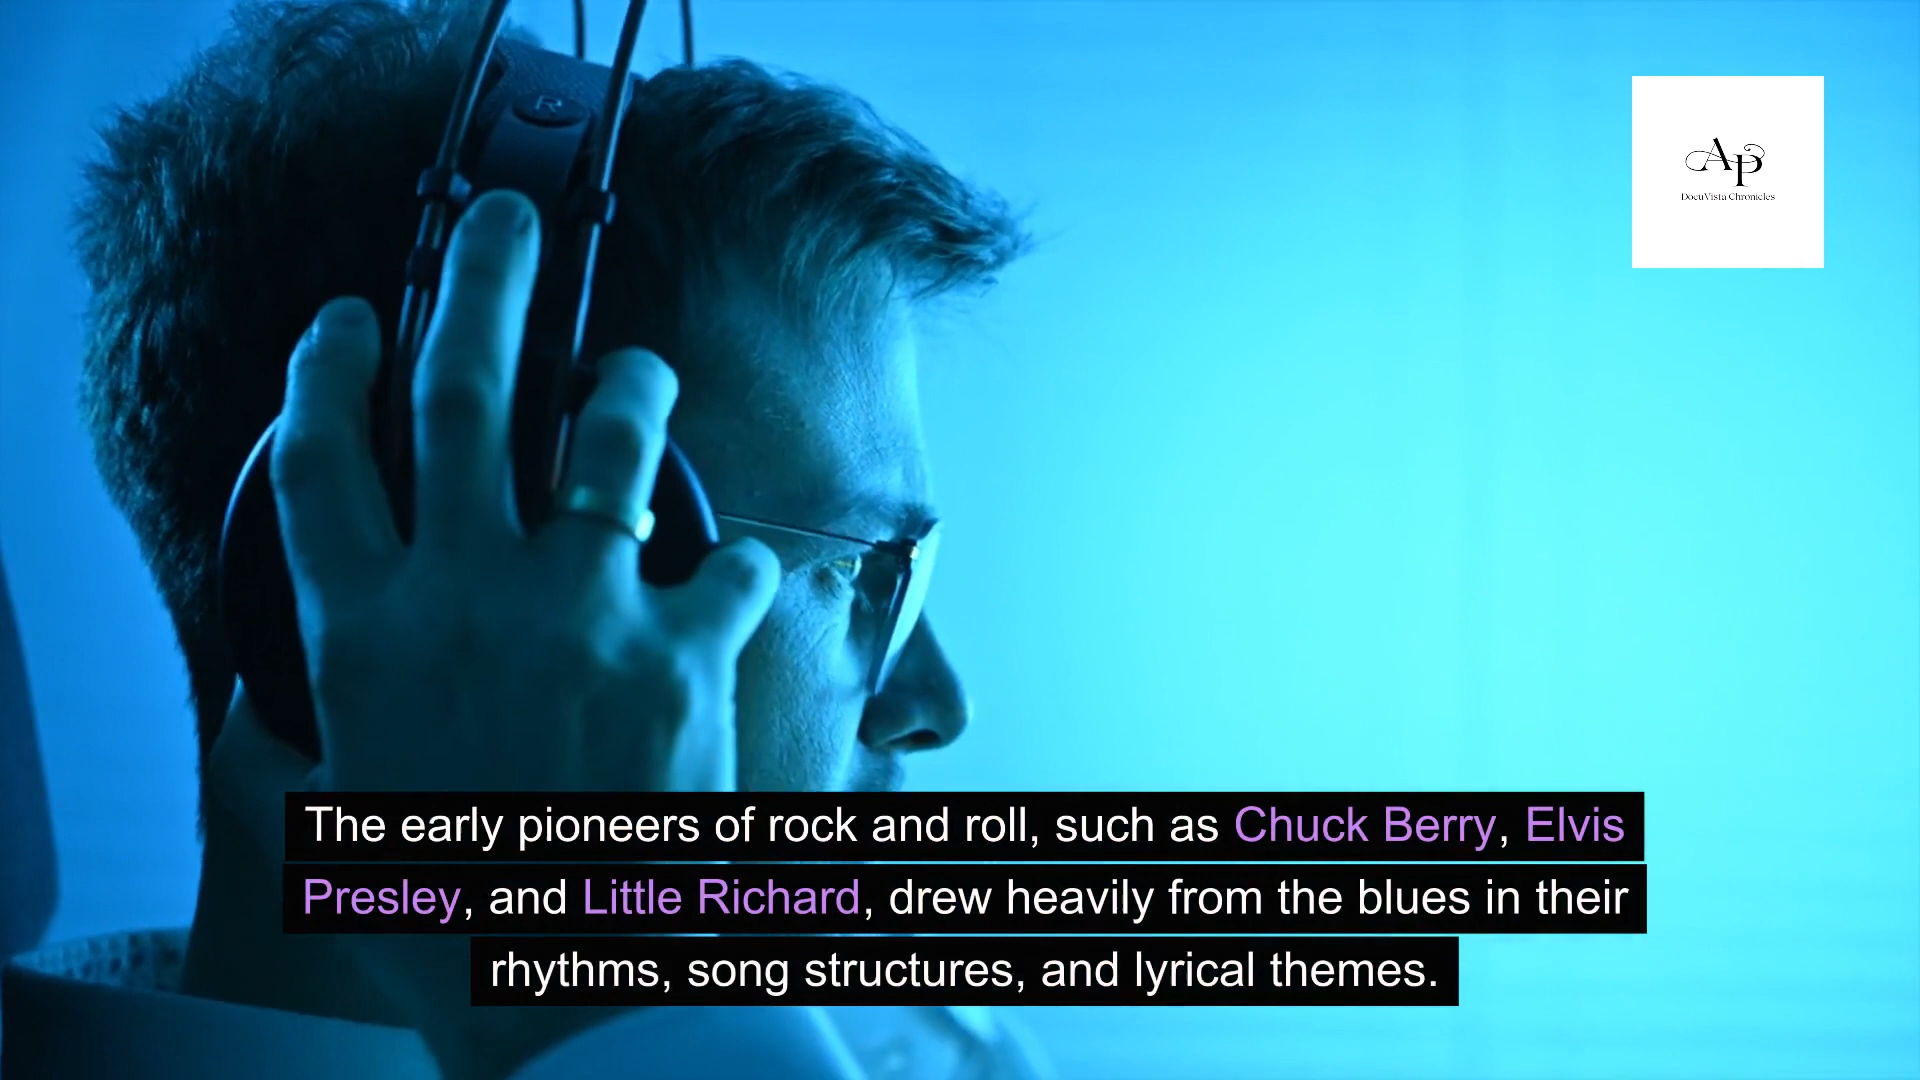 R
AP
DocuVista Chronicles
The early pioneers of rock and roll, such as Chuck Berry, Elvis
Presley, and Little Richard, drew heavily from the blues in their
rhythms, song structures, and lyrical themes.